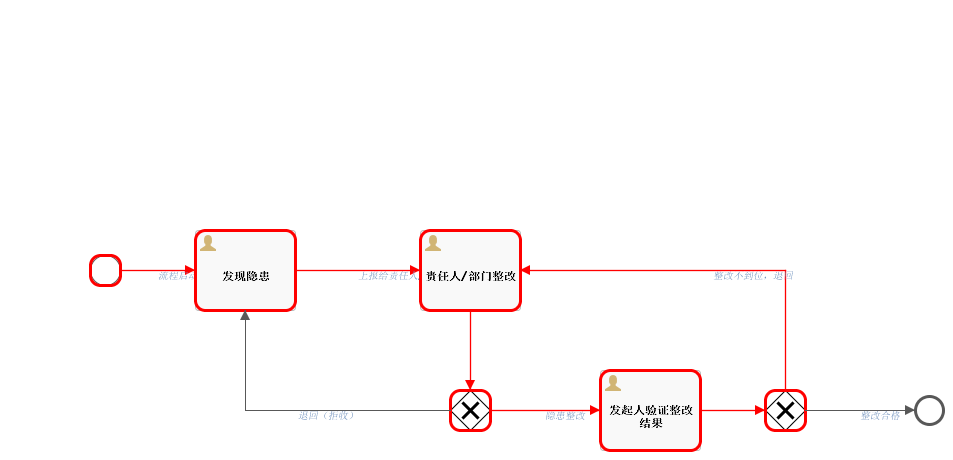 流程启动
发现隐患
上报给责任人
责任人/部门整改
整改不到位，退回
退回（拒收）
隐患整改
发起人验证整改
结果
整改合格